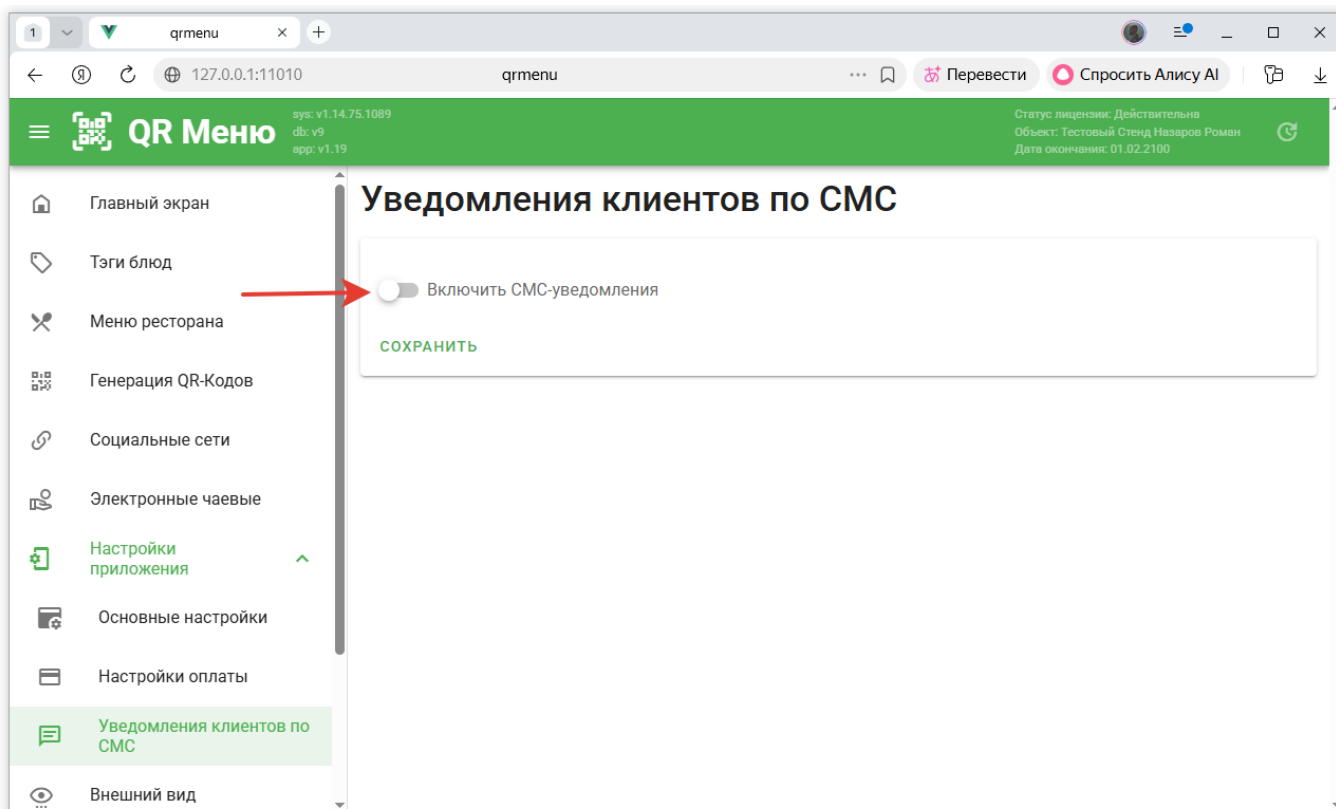 1
qrmenu
127.0.0.1:11010
qrmenu
Перевести
Спросить Алису AI
QR Меню
sys: v1.14.75.1089
db: v9
app: v1.19
Статус лицензии: Действительна
Объект: Тестовый Стенд Назаров Роман
Дата окончания: 01.02.2100
Главный экран
Тэги блюд
Меню ресторана
Генерация QR-Кодов
Социальные сети
Электронные чаевые
Настройки
приложения
Основные настройки
Настройки оплаты
Уведомления клиентов по
СМС
Внешний вид
Уведомления клиентов по СМС
Включить СМС-уведомления
СОХРАНИТЬ